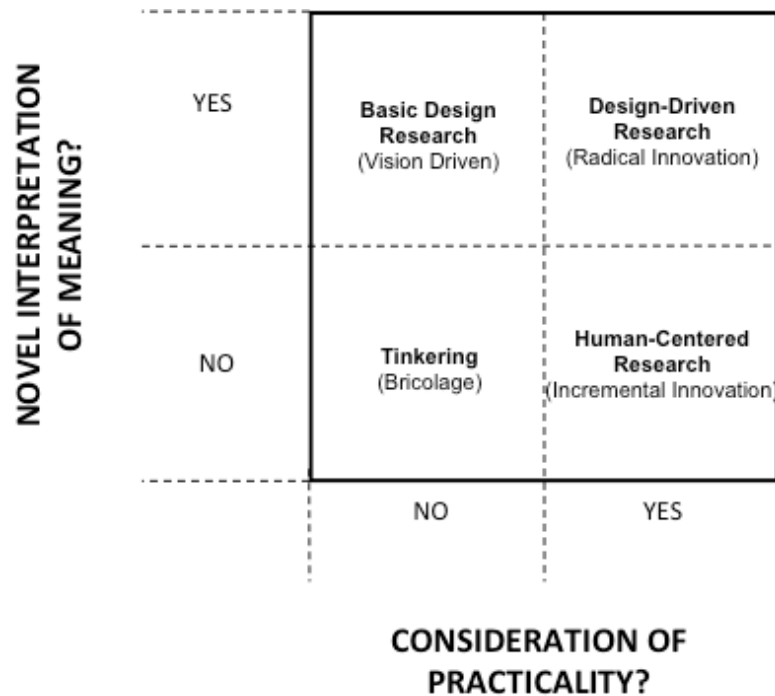 NOVEL INTERPRETATION
OF MEANING?
YES
Basic Design
Research
(Vision Driven)
Design-Driven
Research
(Radical Innovation)
NO
Tinkering
(Bricolage)
Human-Centered
Research
(Incremental Innovation)
NO
YES
CONSIDERATION OF
PRACTICALITY?